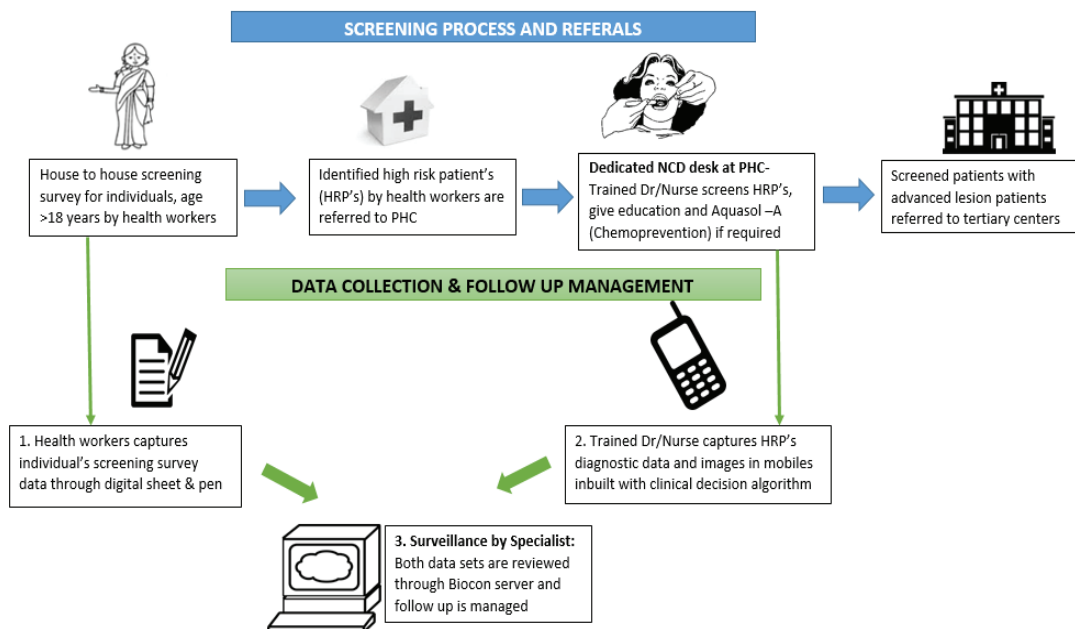 SCREENING PROCESS AND REFERRALS
House to house screening
survey for individuals, age
>18 years by health workers
Identified high risk patient's
(HRP's) by health workers are
referred to PHC
Dedicated NCD desk at PHC-
Trained Dr/Nurse screens HRP's,
give education and Aquasol –A
(Chemoprevention) if required
Screened patients with
advanced lesion patients
referred to tertiary centers
DATA COLLECTION & FOLLOW UP MANAGEMENT
1. Health workers captures
individual's screening survey
data through digital sheet & pen
2. Trained Dr/Nurse captures HRP's
diagnostic data and images in mobiles
inbuilt with clinical decision algorithm
3. Surveillance by Specialist:
Both data sets are reviewed
through Biocon server and
follow up is managed